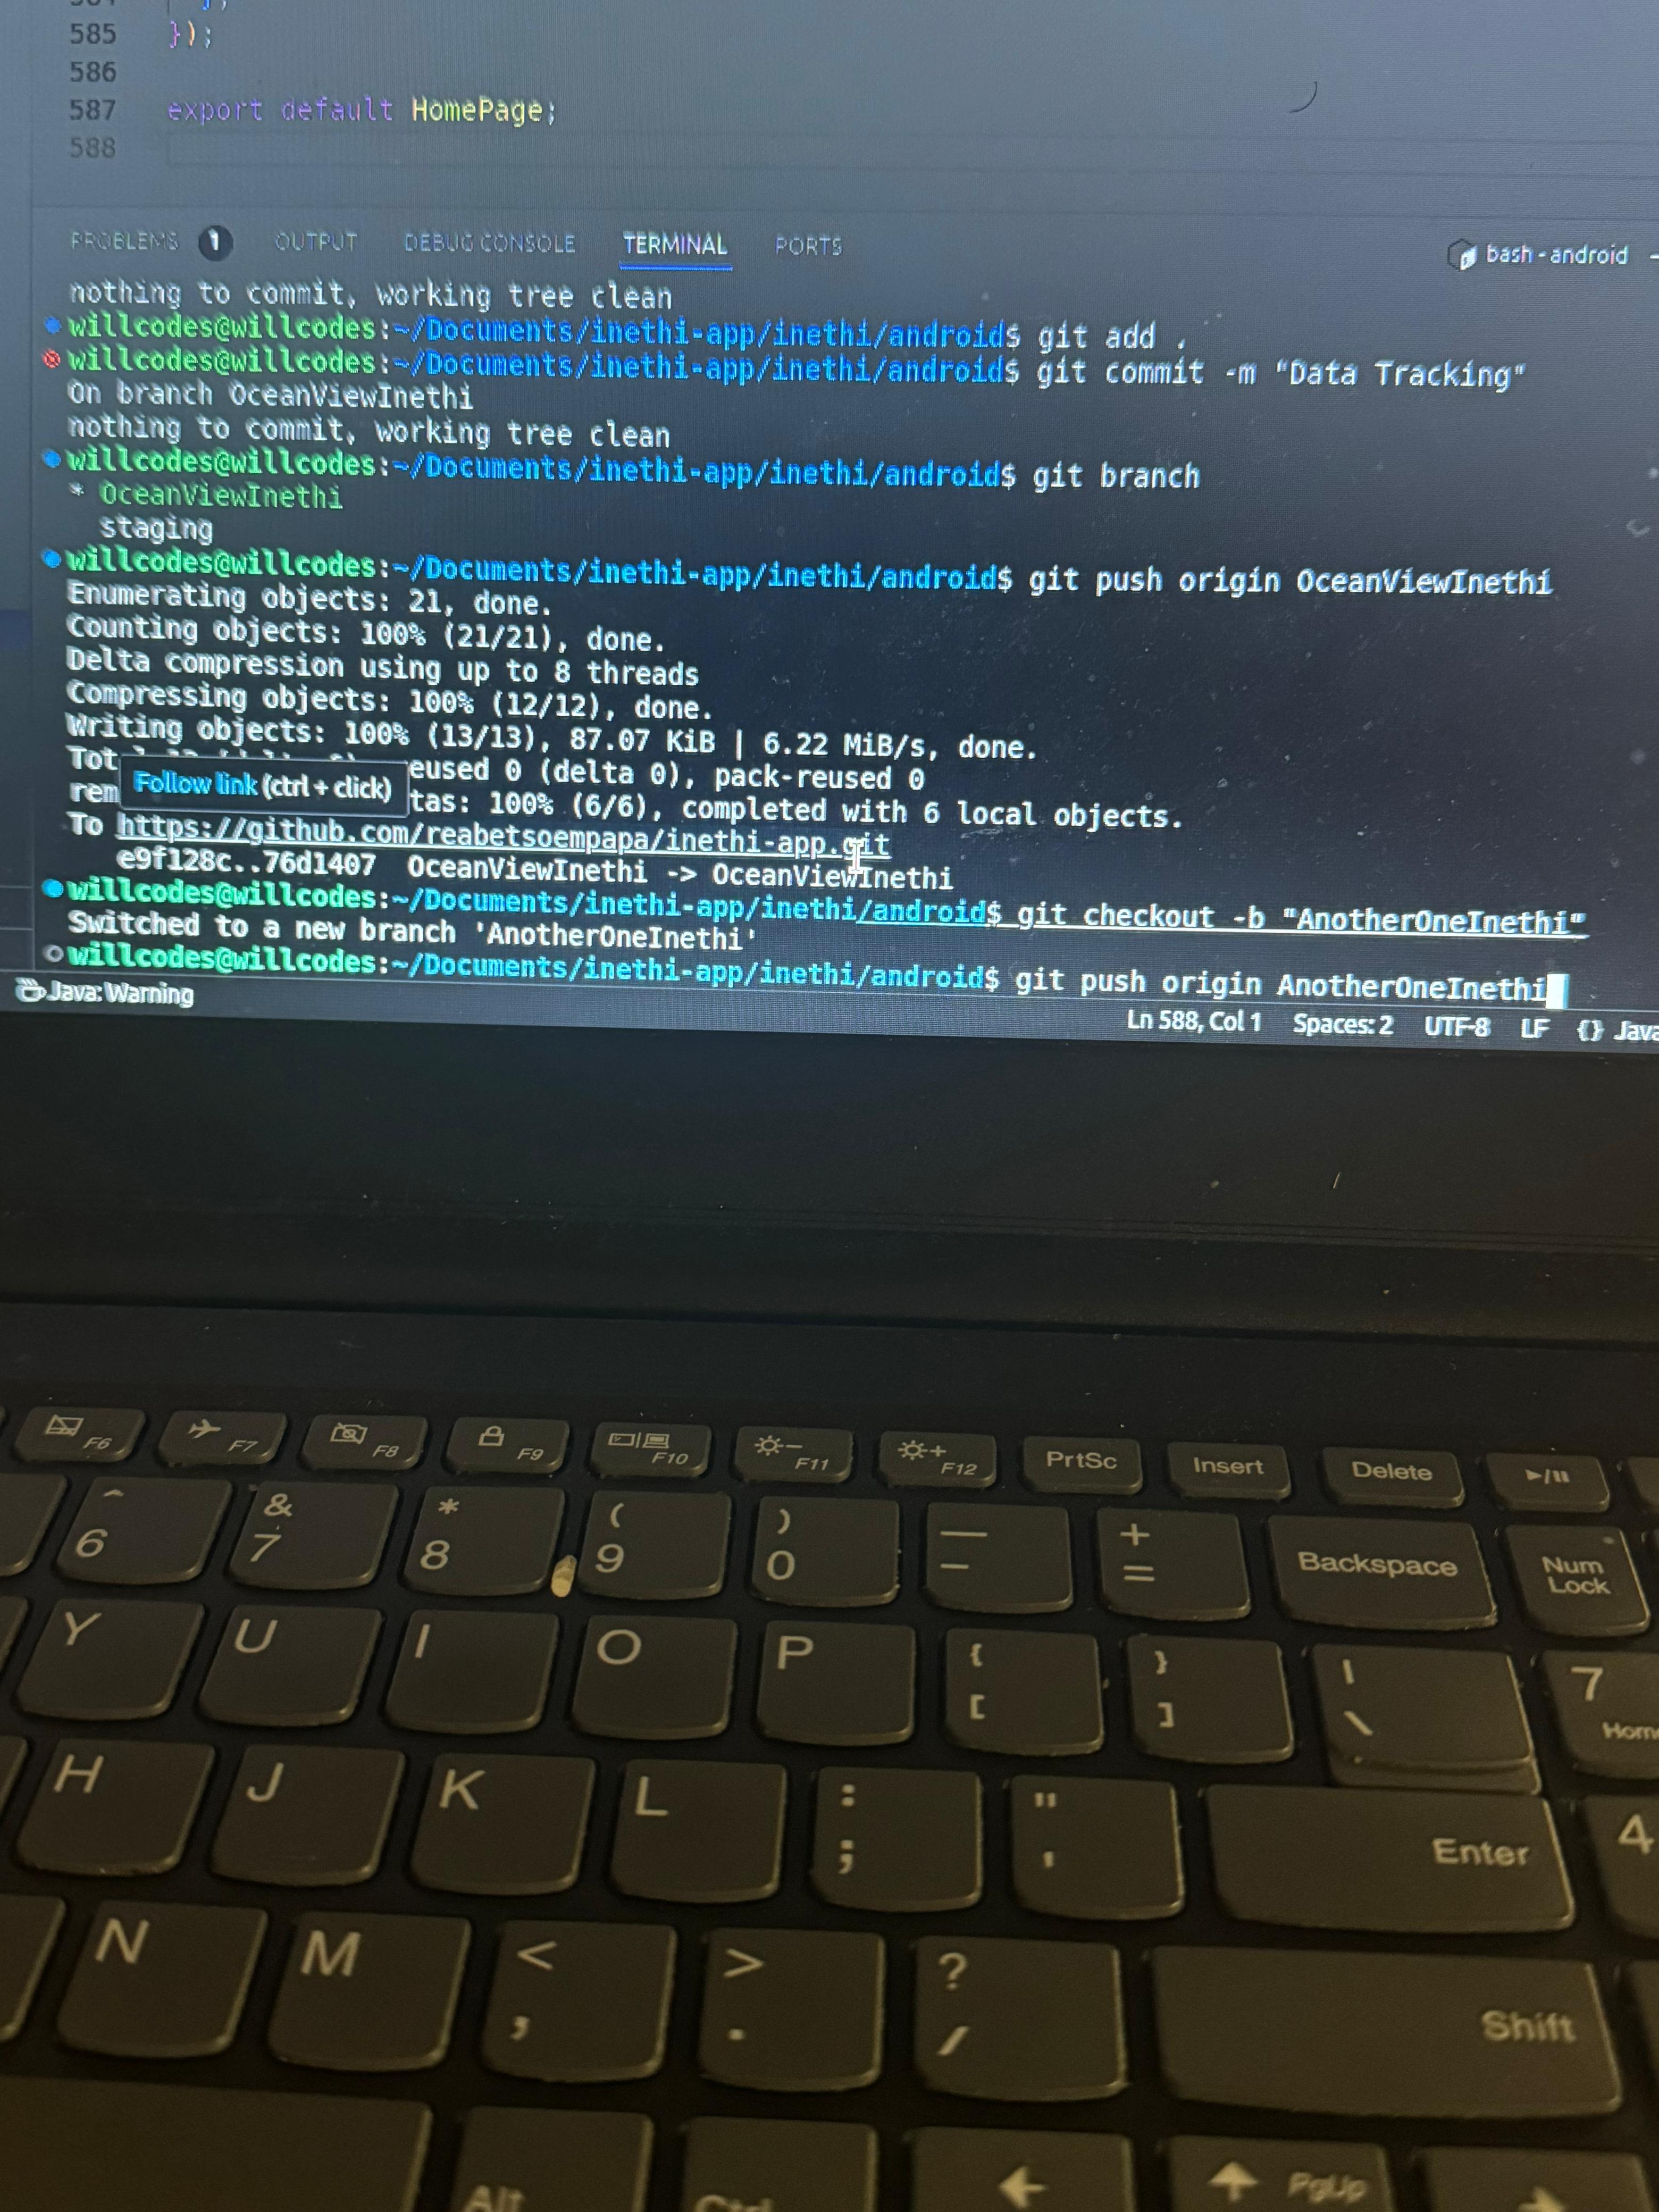 585 });
586
587 export default HomePage;
588
PROBLEMS 1 OUTPUT DEBUG CONSOLE TERMINAL PORTS bash - android
nothing to commit, working tree clean
willcodes@willcodes:~/Documents/inethi-app/inethi/android$ git add .
willcodes@willcodes:~/Documents/inethi-app/inethi/android$ git commit -m "Data Tracking"
On branch OceanViewInethi
nothing to commit, working tree clean
willcodes@willcodes:~/Documents/inethi-app/inethi/android$ git branch
* OceanViewInethi
staging
willcodes@willcodes:~/Documents/inethi-app/inethi/android$ git push origin OceanViewInethi
Enumerating objects: 21, done.
Counting objects: 100% (21/21), done.
Delta compression using up to 8 threads
Compressing objects: 100% (12/12), done.
Writing objects: 100% (13/13), 87.07 KiB | 6.22 MiB/s, done.
Tot eused 0 (delta 0), pack-reused 0
Follow link (ctrl + click)
rem tas: 100% (6/6), completed with 6 local objects.
To https://github.com/reabetsoempapa/inethi-app.git
e9f128c..76d1407 OceanViewInethi -> OceanViewInethi
willcodes@willcodes:~/Documents/inethi-app/inethi/android$ git checkout -b "AnotherOneInethi"
Switched to a new branch 'AnotherOneInethi'
willcodes@willcodes:~/Documents/inethi-app/inethi/android$ git push origin AnotherOneInethi
Java: Warning
Ln 588, Col 1 Spaces: 2 UTF-8 LF {} Java
F6 F7 F8 F9 F10 F11 F12 PrtSc Insert Delete
^ & * ( ) — +
6 7 8 9 0 - = Backspace Num Lock
Y U I O P { [ } ] | \ 7 Home
H J K L : ; " ' Enter 4
N M < , > . ? / Shift
Alt Ctrl PgUp